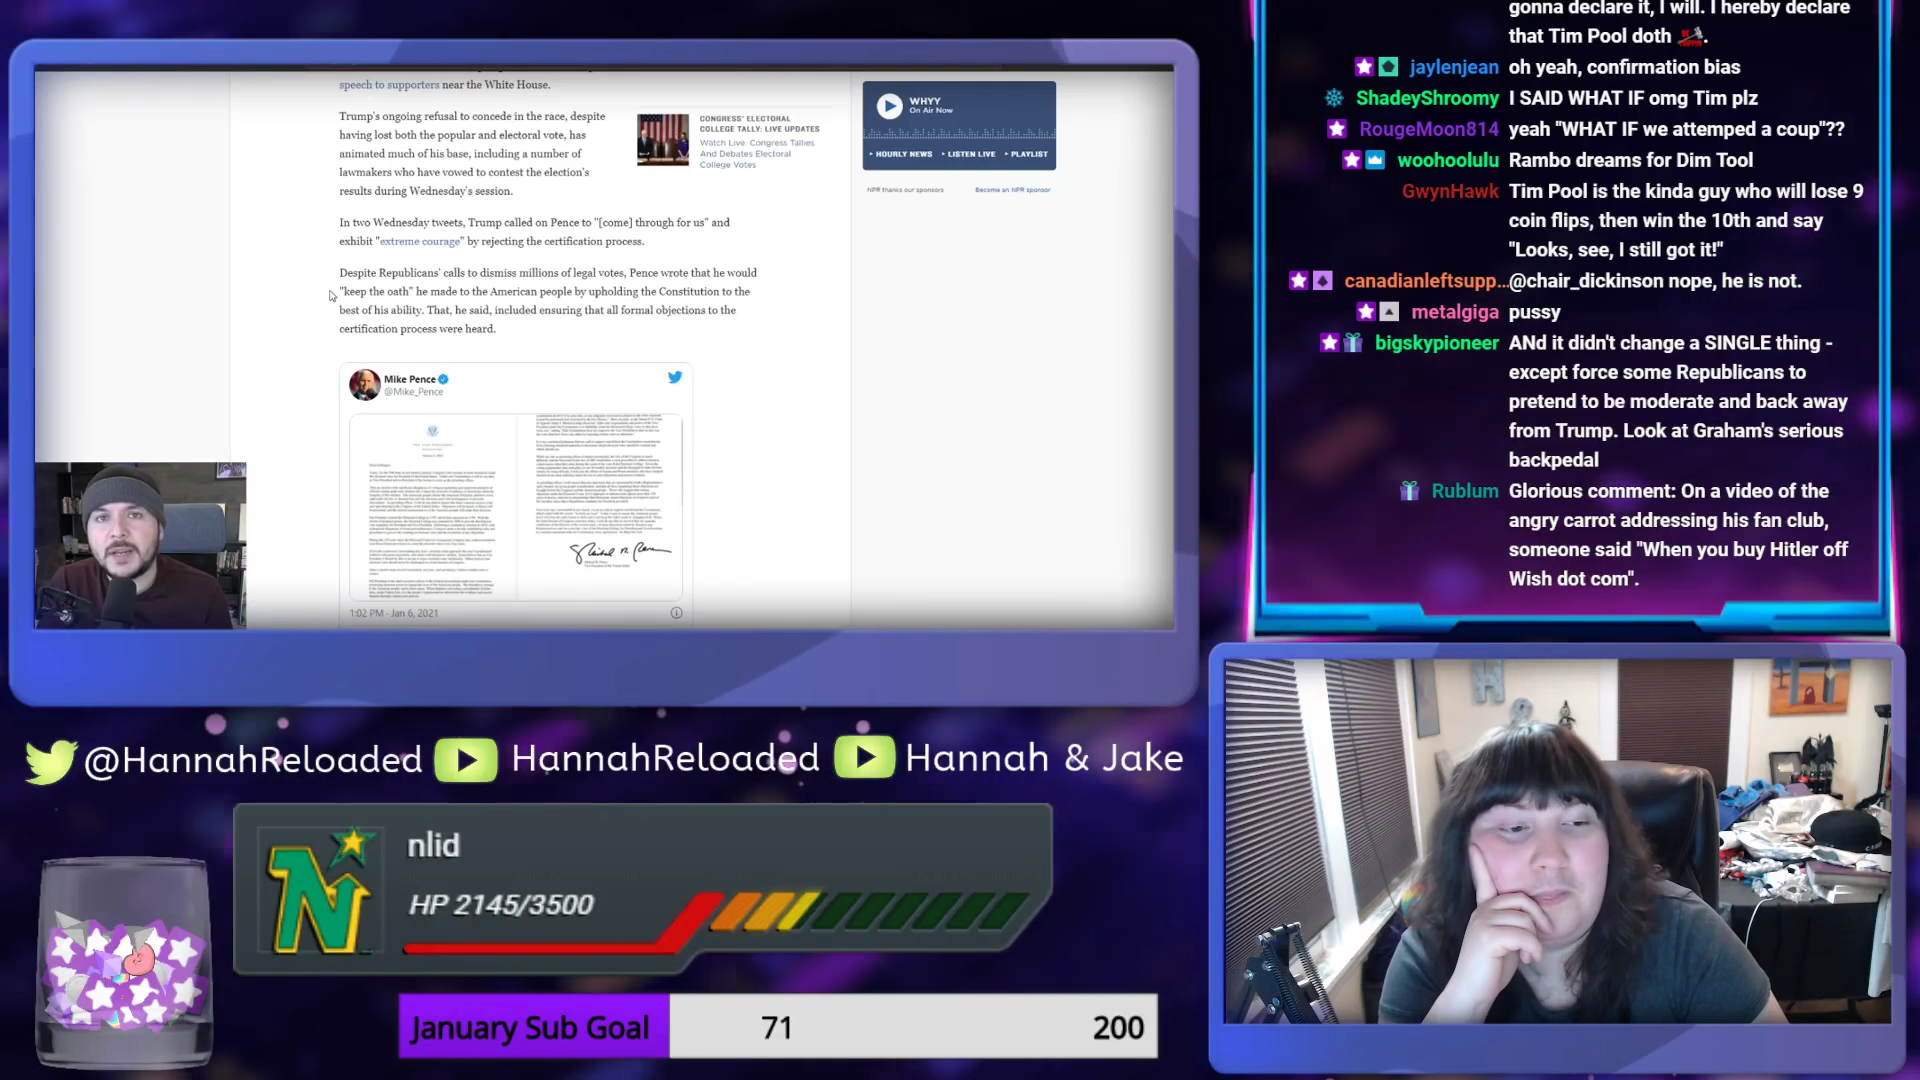 speech to supporters near the White House.
Trump's ongoing refusal to concede in the race, despite
having lost both the popular and electoral vote, has
animated much of his base, including a number of
lawmakers who have vowed to contest the election's
results during Wednesday's session.
CONGRESS' ELECTORAL
COLLEGE TALLY: LIVE UPDATES
Watch Live: Congress Tallies
And Debates Electoral
College Votes
In two Wednesday tweets, Trump called on Pence to "[come] through for us" and
exhibit "extreme courage" by rejecting the certification process.
Despite Republicans' calls to dismiss millions of legal votes, Pence wrote that he would
"keep the oath" he made to the American people by upholding the Constitution to the
best of his ability. That, he said, included ensuring that all formal objections to the
certification process were heard.
Mike Pence
@Mike_Pence
1:02 PM · Jan 6, 2021
WHYY
On Air Now
HOURLY NEWS
LISTEN LIVE
PLAYLIST
NPR thanks our sponsors
Become an NPR sponsor
gonna declare it, I will. I hereby declare
that Tim Pool doth
jaylenjean oh yeah, confirmation bias
ShadeyShroomy I SAID WHAT IF omg Tim plz
RougeMoon814 yeah "WHAT IF we attemped a coup"??
woohoolulu Rambo dreams for Dim Tool
GwynHawk Tim Pool is the kinda guy who will lose 9
coin flips, then win the 10th and say
"Looks, see, I still got it!"
canadianleftsupp... @chair_dickinson nope, he is not.
metalgiga pussy
bigskypioneer ANd it didn't change a SINGLE thing -
except force some Republicans to
pretend to be moderate and back away
from Trump. Look at Graham's serious
backpedal
Rublum Glorious comment: On a video of the
angry carrot addressing his fan club,
someone said "When you buy Hitler off
Wish dot com".
@HannahReloaded
HannahReloaded
Hannah & Jake
nlid
HP 2145/3500
January Sub Goal
71
200